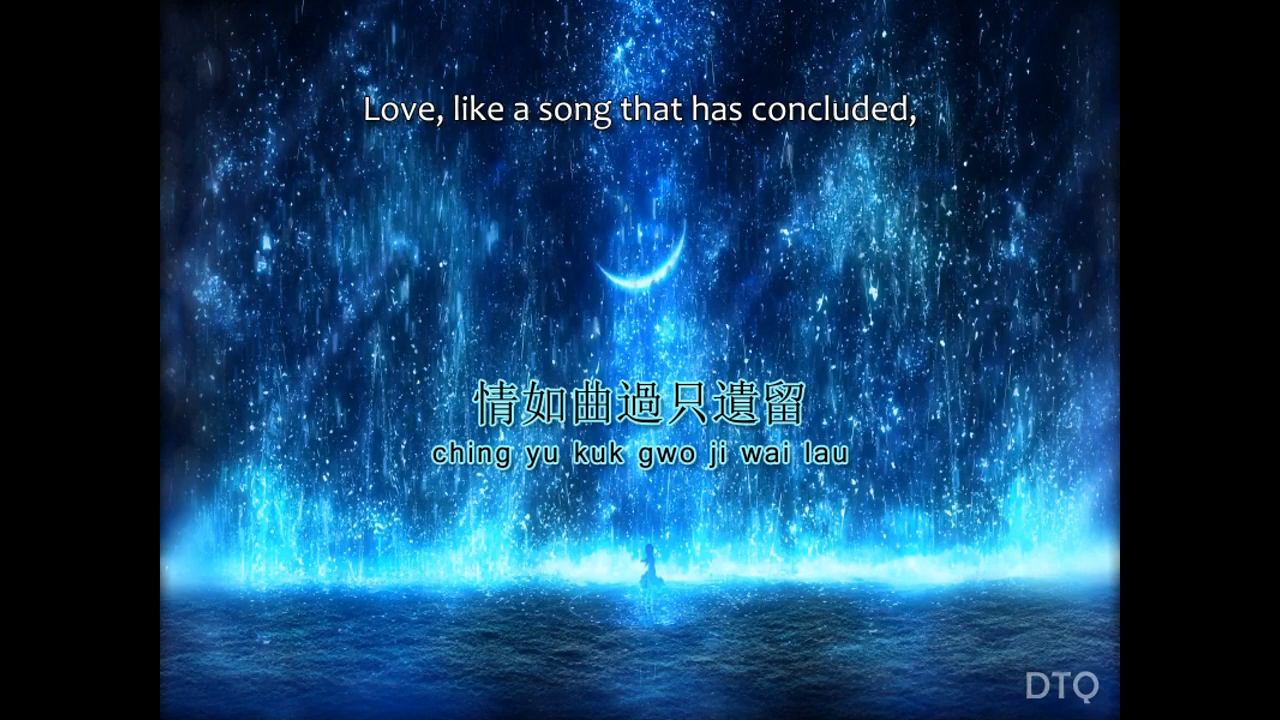 Love, like a song that has concluded,
情如曲過只遺留
ching yu kuk gwo ji wai lau
DTQ